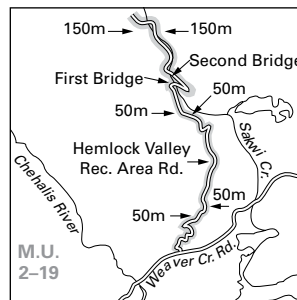 150m
150m
Second Bridge
First Bridge
50m
50m
Sakwi Cr.
Hemlock Valley
Rec. Area Rd.
Chehalis River
50m
50m
M.U.
2–19
Weaver Cr. Rd.